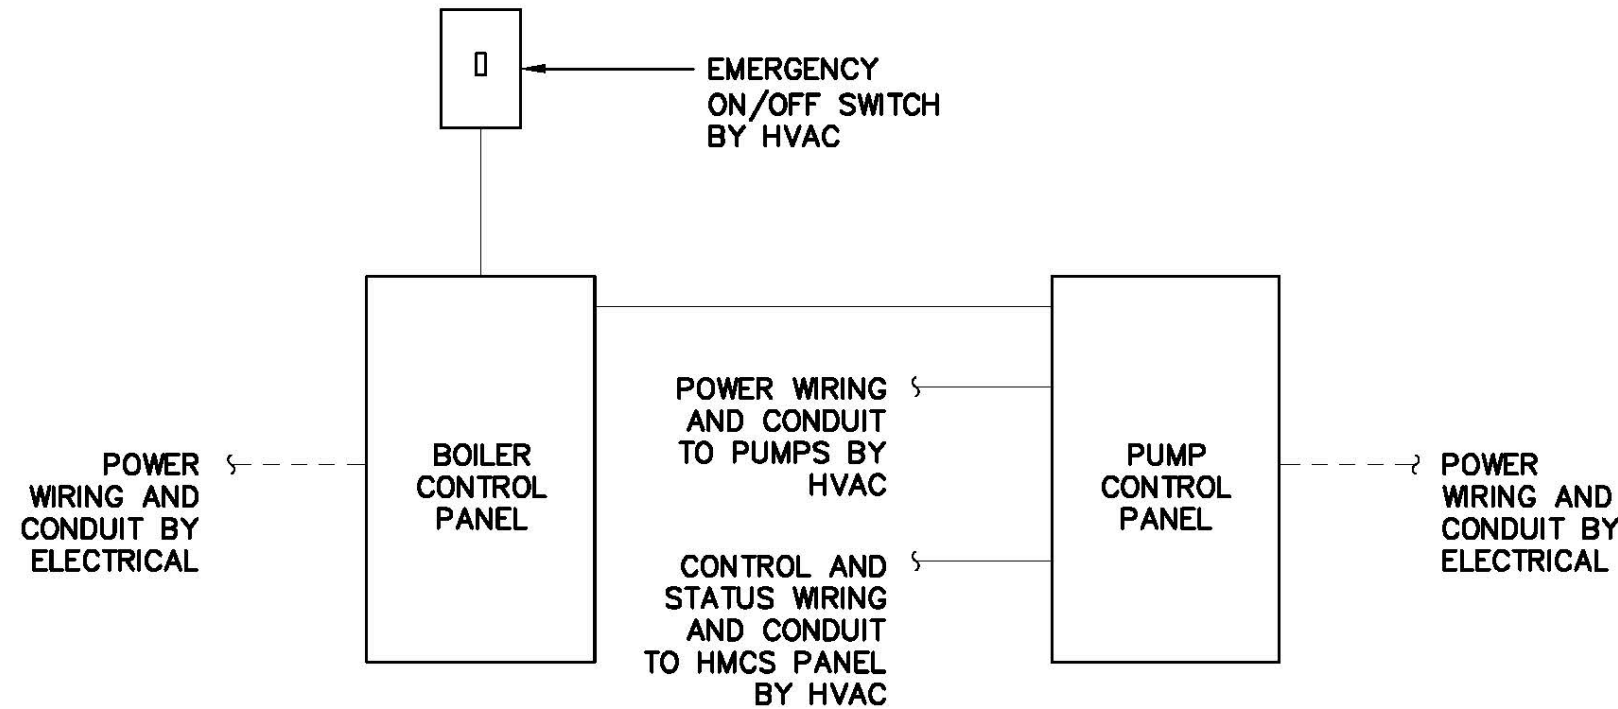 EMERGENCY
ON/OFF SWITCH
BY HVAC
POWER WIRING
AND CONDUIT
TO PUMPS BY
HVAC
POWER
WIRING AND
CONDUIT BY
ELECTRICAL
BOILER
CONTROL
PANEL
PUMP
CONTROL
PANEL
POWER
WIRING AND
CONDUIT BY
ELECTRICAL
CONTROL AND
STATUS WIRING
AND CONDUIT
TO HMCS PANEL
BY HVAC